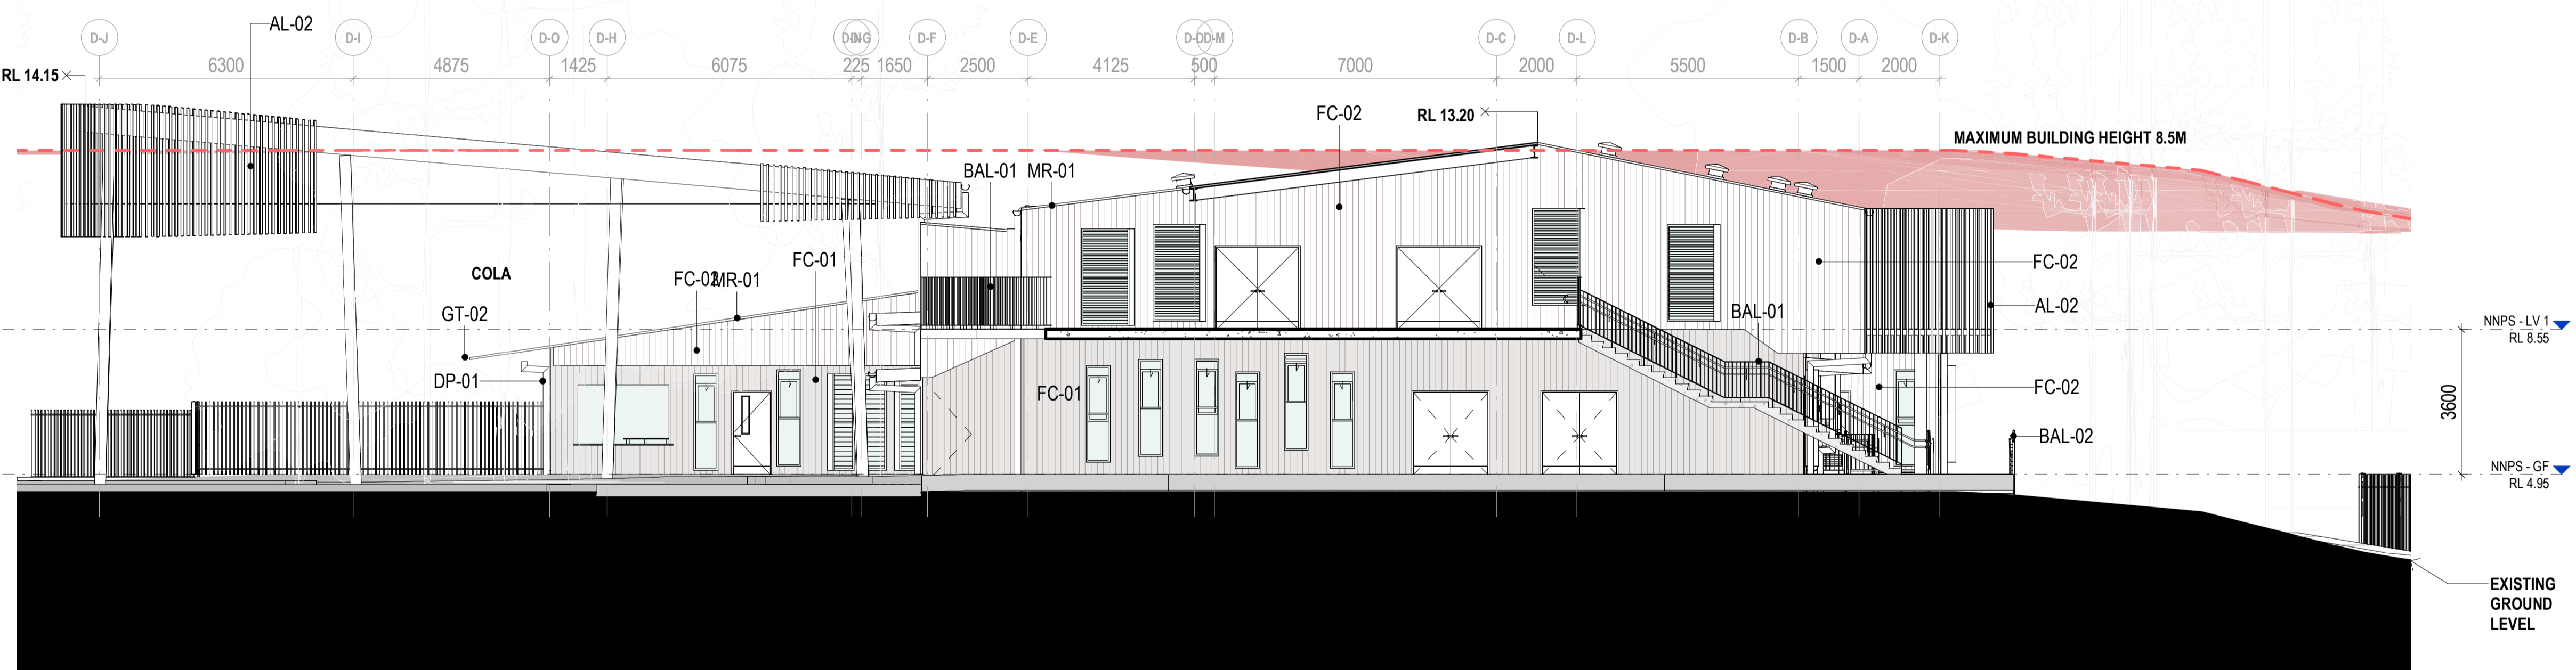 AL-02
D-J
D-I
D-O
D-H
D-N
D-G
D-F
D-E
D-D
D-M
D-C
D-L
D-B
D-A
D-K
6300
4875
1425
6075
225
1650
2500
4125
500
7000
2000
5500
1500
2000
RL 14.15
FC-02
RL 13.20
MAXIMUM BUILDING HEIGHT 8.5M
BAL-01
MR-01
COLA
FC-01
FC-02
MR-01
FC-02
GT-02
AL-02
BAL-01
NNPS - LV 1
RL 8.55
DP-01
FC-01
FC-02
3600
BAL-02
NNPS - GF
RL 4.95
EXISTING
GROUND
LEVEL